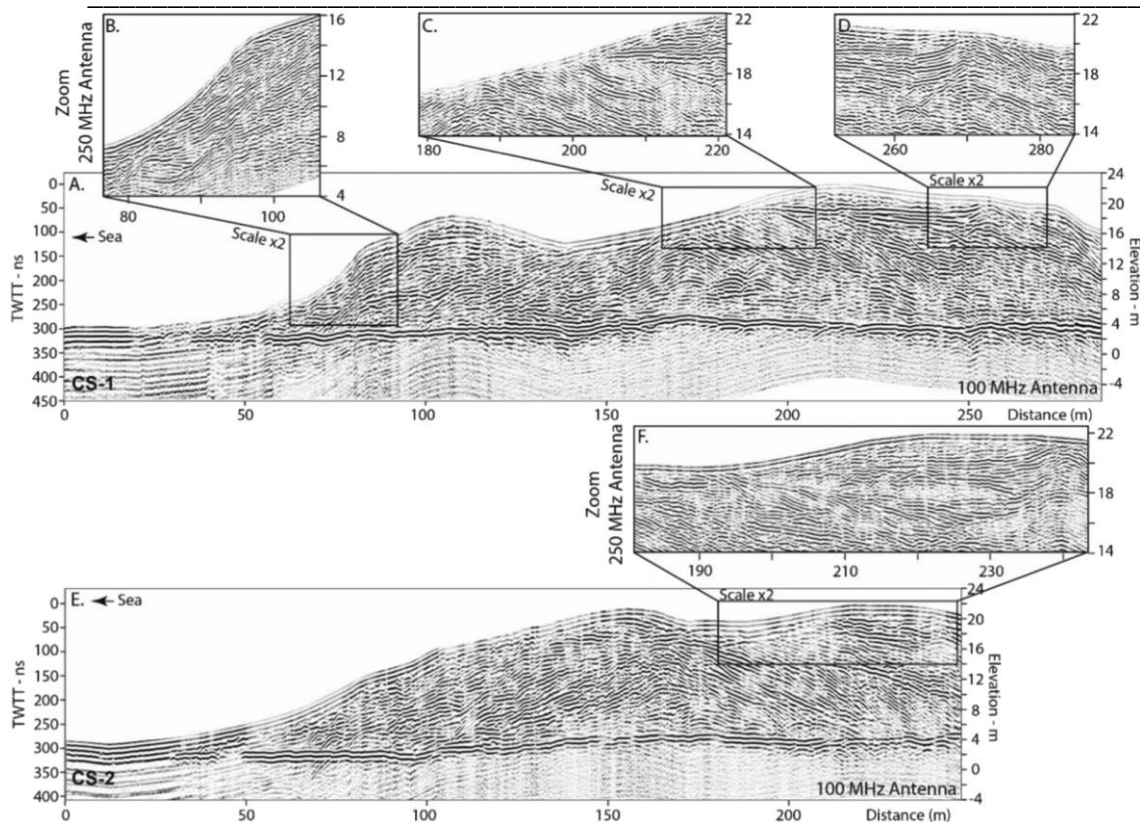 B.
Zoom
250 MHz Antenna
16
12
8
4
80
100
C.
22
18
14
180
200
220
D.
22
18
14
260
280
A.
Scale x2
Scale x2
Scale x2
← Sea
TWTT - ns
0
50
100
150
200
250
300
350
400
450
24
20
16
12
8
4
0
-4
Elevation - m
CS-1
100 MHz Antenna
0
50
100
150
200
250
Distance (m)
F.
Zoom
250 MHz Antenna
22
18
14
190
210
230
E.
← Sea
Scale x2
TWTT - ns
0
50
100
150
200
250
300
350
400
24
20
16
12
8
4
0
-4
Elevation - m
CS-2
100 MHz Antenna
0
50
100
150
200
Distance (m)